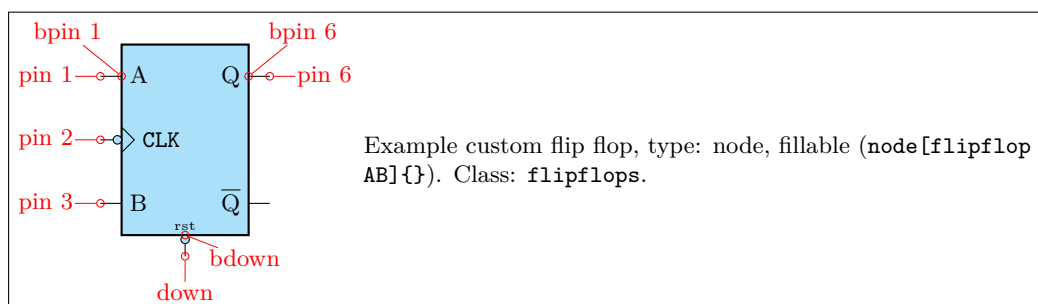 bpin 1
bpin 6
pin 1
A
Q
pin 6
pin 2
CLK
Example custom flip flop, type: node, fillable (node[flipflop
AB]{}). Class: flipflops.
pin 3
B
Q̅
rst
bdown
down